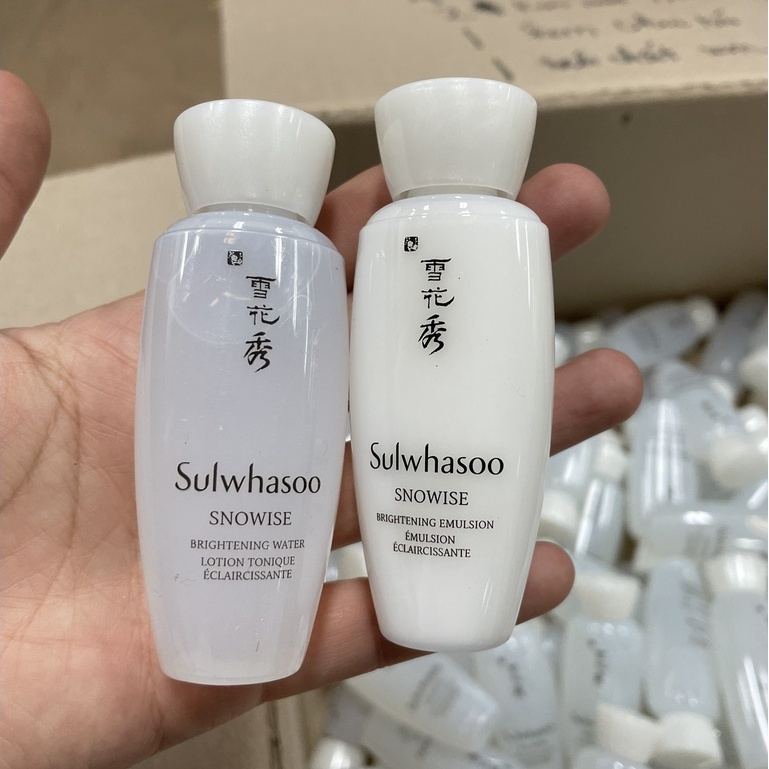 雪花秀
Sulwhasoo
SNOWISE
BRIGHTENING WATER
LOTION TONIQUE
ÉCLAIRCISSANTE
雪花秀
Sulwhasoo
SNOWISE
BRIGHTENING EMULSION
ÉMULSION
ÉCLAIRCISSANTE